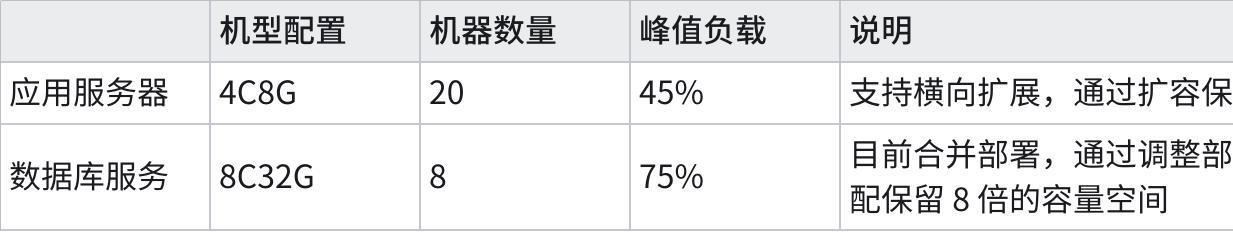 机型配置 机器数量 峰值负载 说明
应用服务器 4C8G 20 45% 支持横向扩展，通过扩容保
数据库服务 8C32G 8 75% 目前合并部署，通过调整部
配保留 8 倍的容量空间